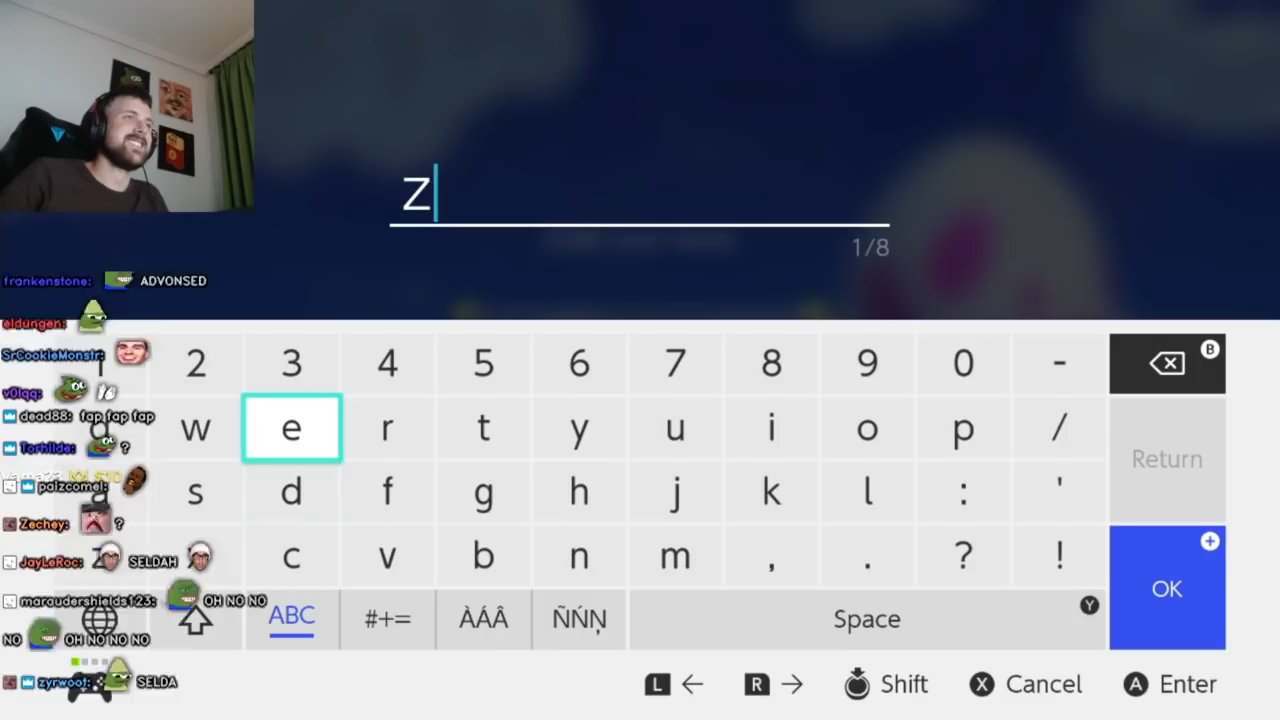 Z
1/8
frankenstone: ADVONSED
eldungen:
SrCookieMonstr:
v0lqq:
dead88: fap fap fap
Torhilde: ?
palzcomel:
Zechey: ?
JayLeRoc: SELDAH
maraudershields123: OH NO NO
NO OH NO NO NO
zyrwoot: SELDA
2 3 4 5 6 7 8 9 0 - B
w e r t y u i o p /
Return
s d f g h j k l : '
c v b n m , . ? ! +
OK
ABC #+= ÀÁÂ ÑŃŅ Space Y
L ← R → Shift X Cancel A Enter